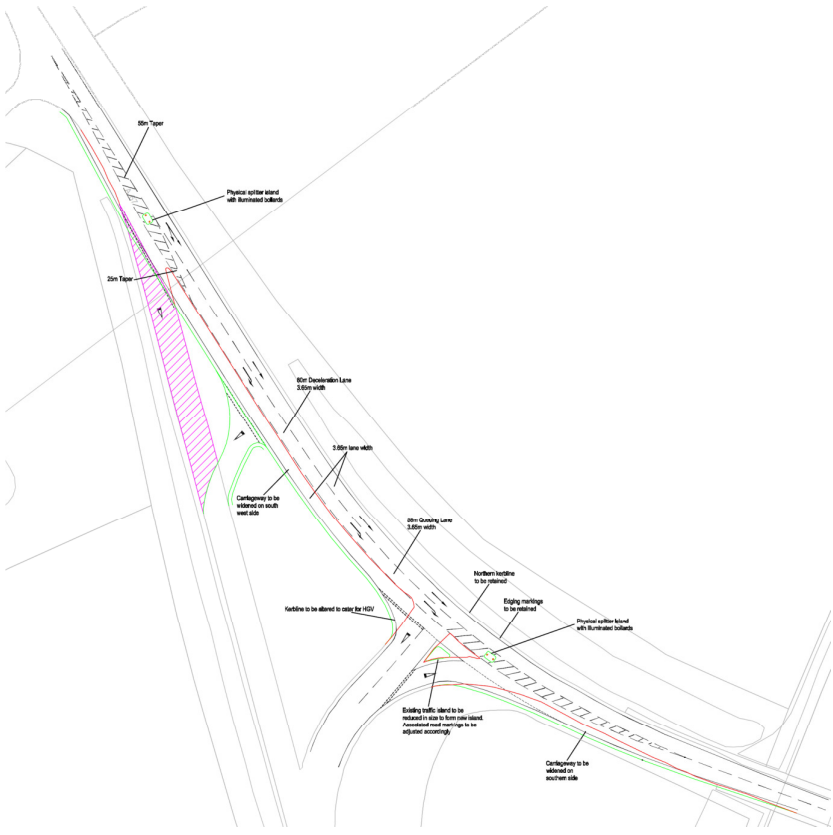 55m Taper
Physical splitter island
with illuminated bollards
25m Taper
80m Deceleration Lane
3.65m width
3.65m lane width
Carriageway to be
widened on south
west side
Queuing Lane
3.65m width
Northern kerbline
to be retained
Edging markings
to be retained
Kerbline to be altered to cater for HGV
Physical splitter island
with illuminated bollards
Existing traffic island to be
reduced in size to form new island.
Associated road markings to be
adjusted accordingly
Carriageway to be
widened on
southern side